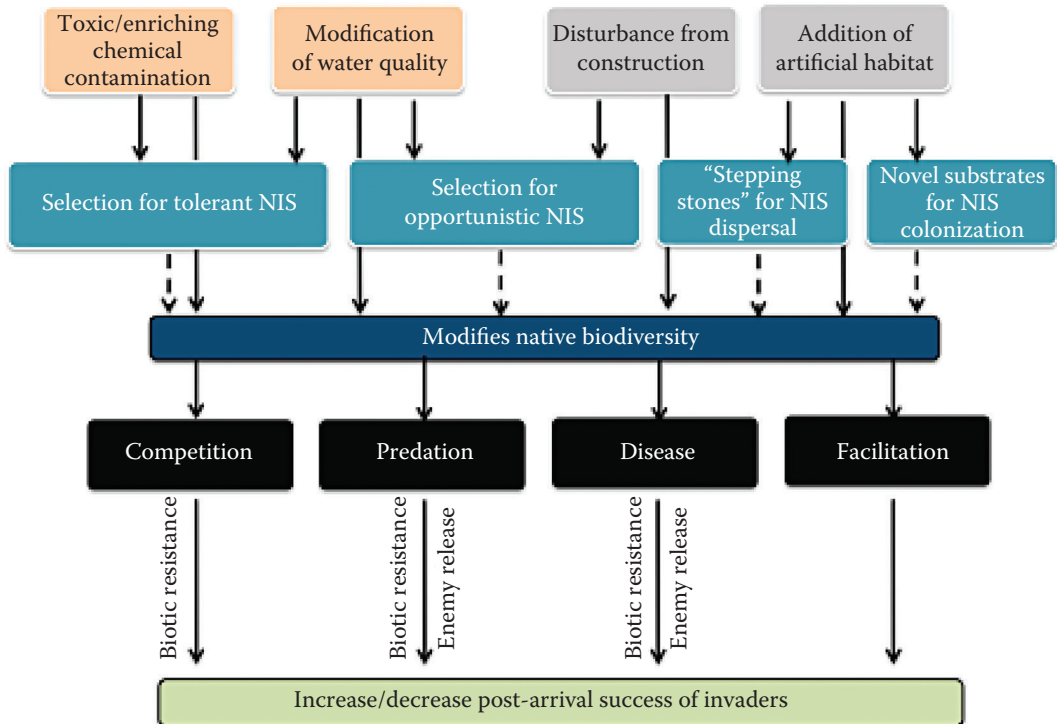 Toxic/enriching
chemical
contamination
Modification
of water quality
Disturbance from
construction
Addition of
artificial habitat
Selection for tolerant NIS
Selection for
opportunistic NIS
“Stepping
stones” for NIS
dispersal
Novel substrates
for NIS
colonization
Modifies native biodiversity
Competition
Predation
Disease
Facilitation
Biotic resistance
Biotic resistance
Enemy release
Biotic resistance
Enemy release
Increase/decrease post-arrival success of invaders